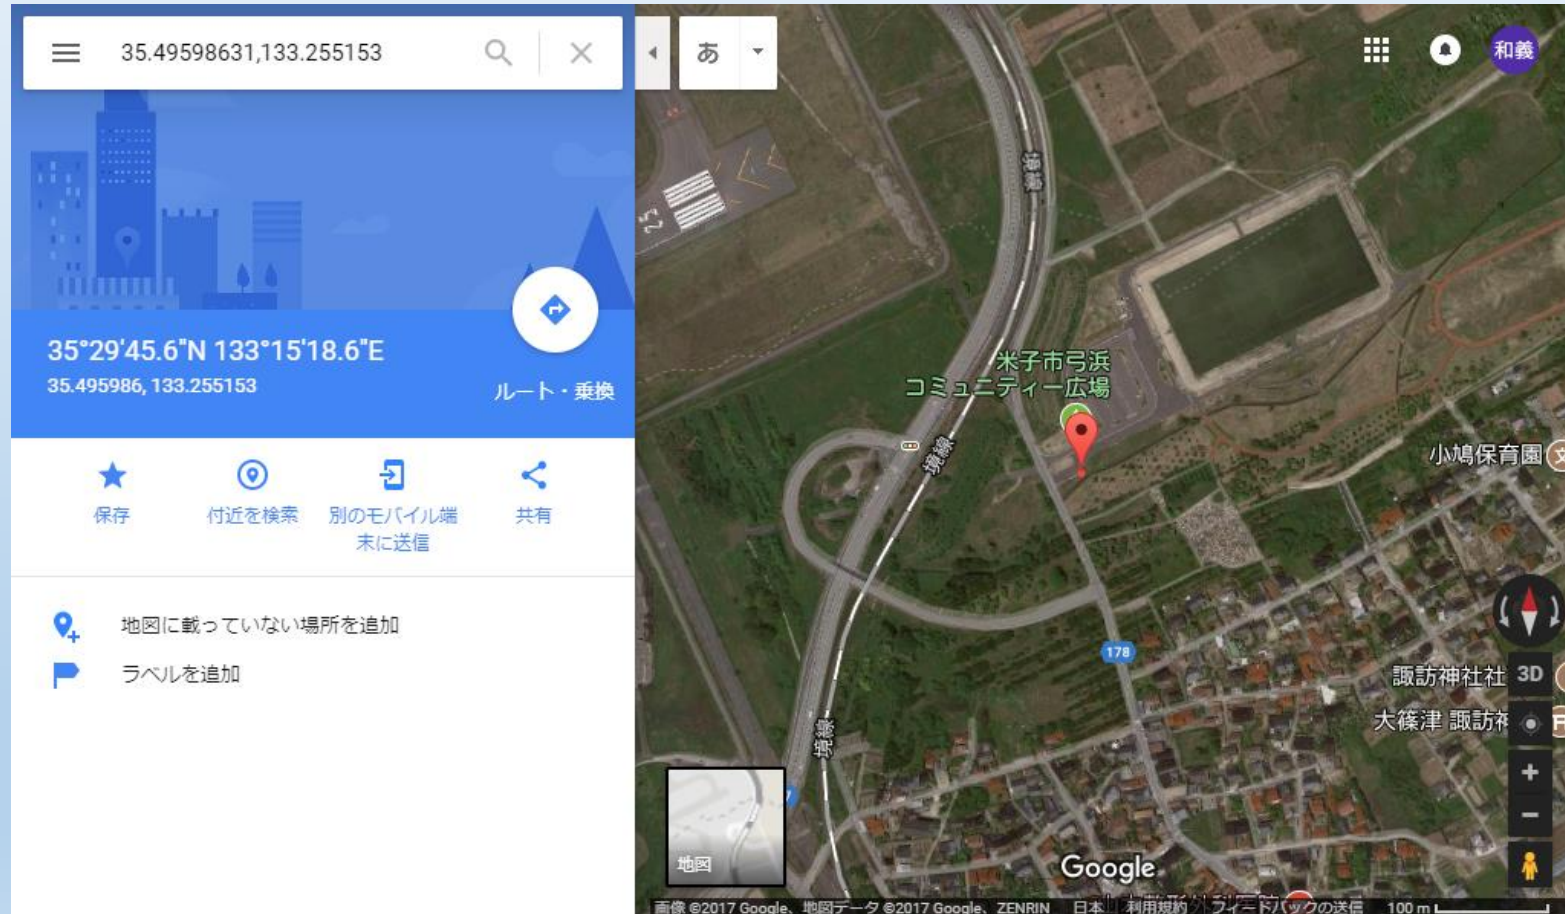 35.49598631,133.255153
あ
和義
35°29'45.6"N 133°15'18.6"E
35.495986, 133.255153
ルート・乗換
保存
付近を検索
別のモバイル端
末に送信
共有
地図に載っていない場所を追加
ラベルを追加
25
境線
米子市弓浜
コミュニティー広場
境線
小鳩保育園
文
178
諏訪神社社
3D
大篠津 諏訪神
境線
地図
Google
画像 ©2017 Google、地図データ ©2017 Google、ZENRIN 日本 利用規約 フィードバックの送信 100 m